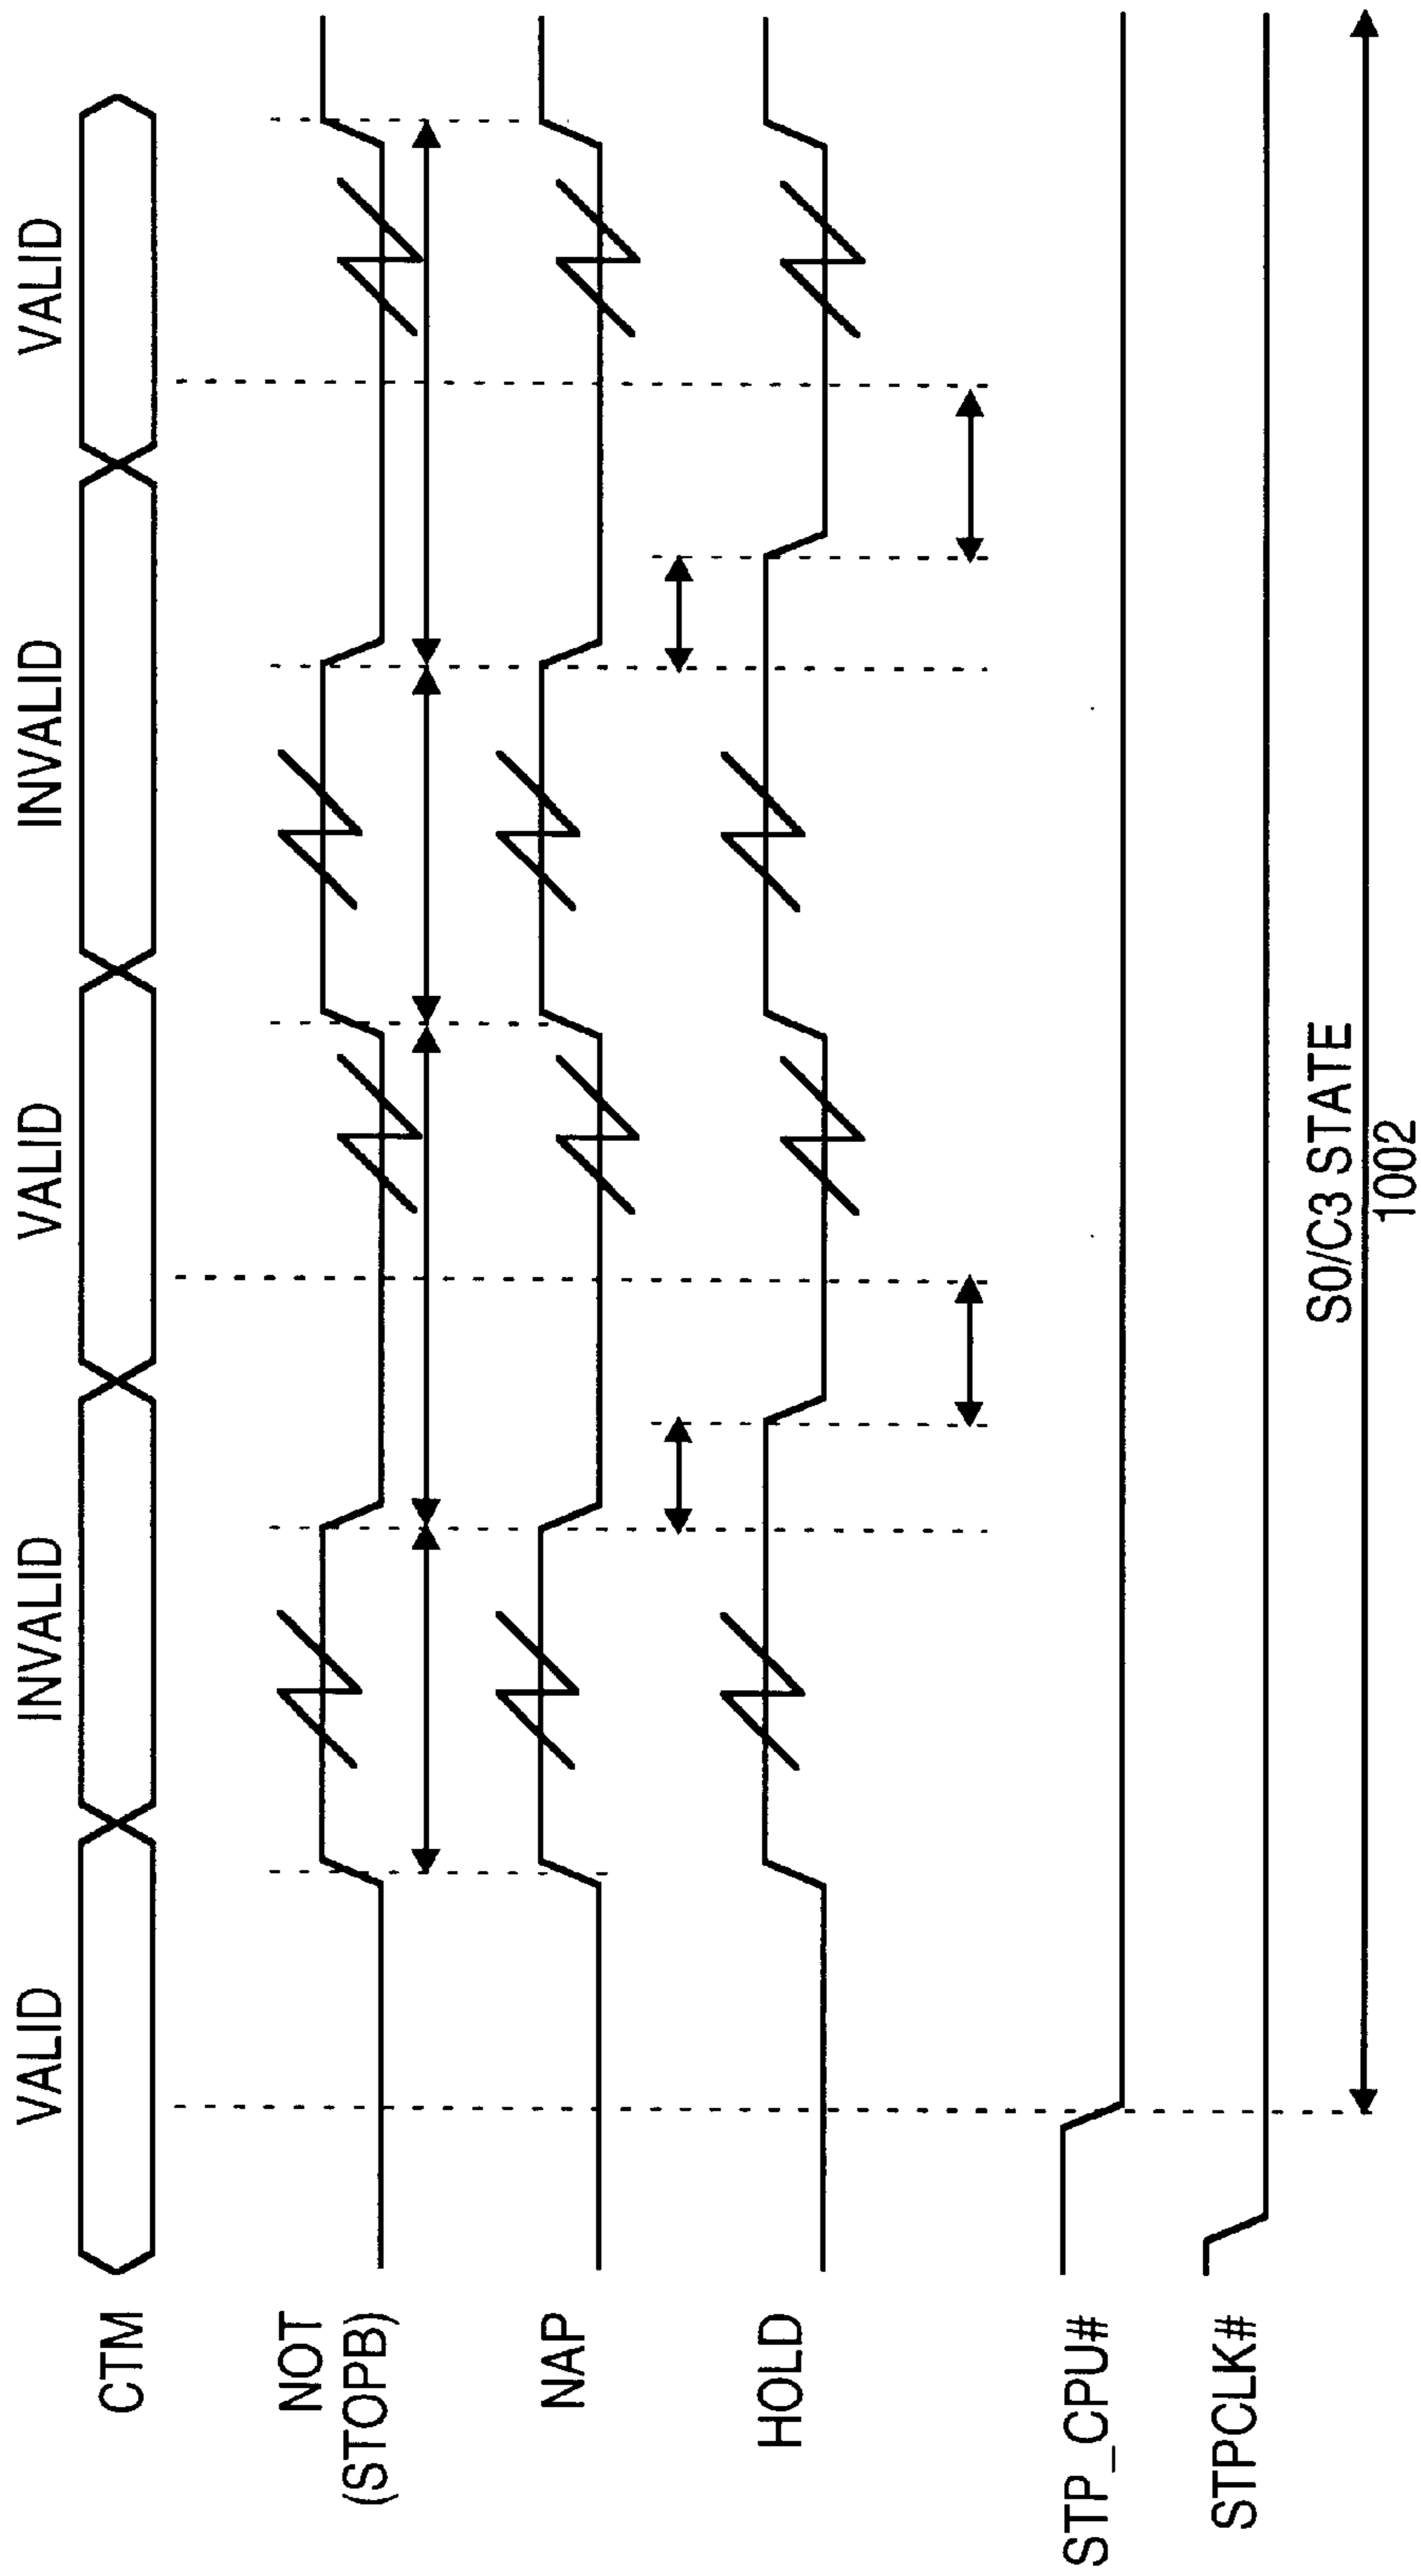 VALID
INVALID
VALID
INVALID
VALID
CTM
NOT
(STOPB)
NAP
HOLD
STP_CPU#
STPCLK#
S0/C3 STATE
1002